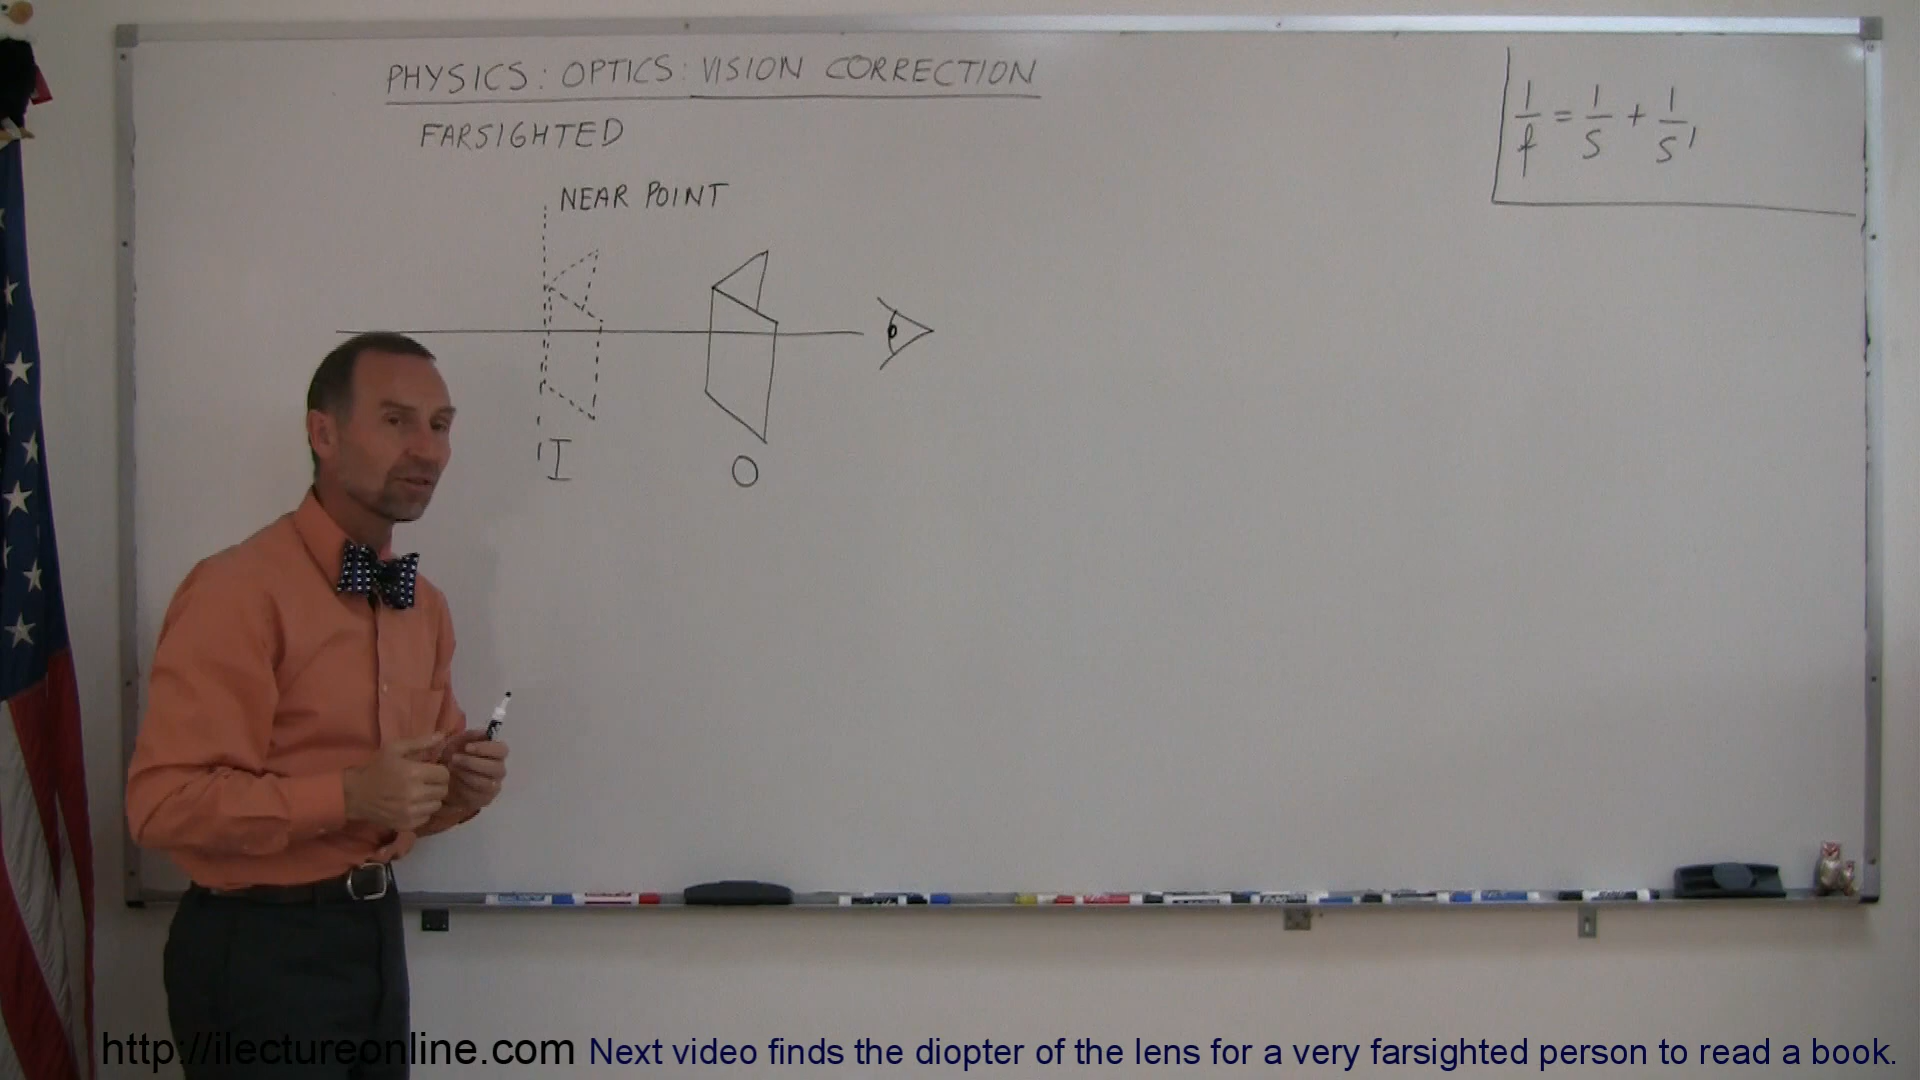 PHYSICS: OPTICS: VISION CORRECTION
FARSIGHTED
NEAR POINT
I
O
1/f = 1/S + 1/S'
http://ilectureonline.com Next video finds the diopter of the lens for a very farsighted person to read a book.